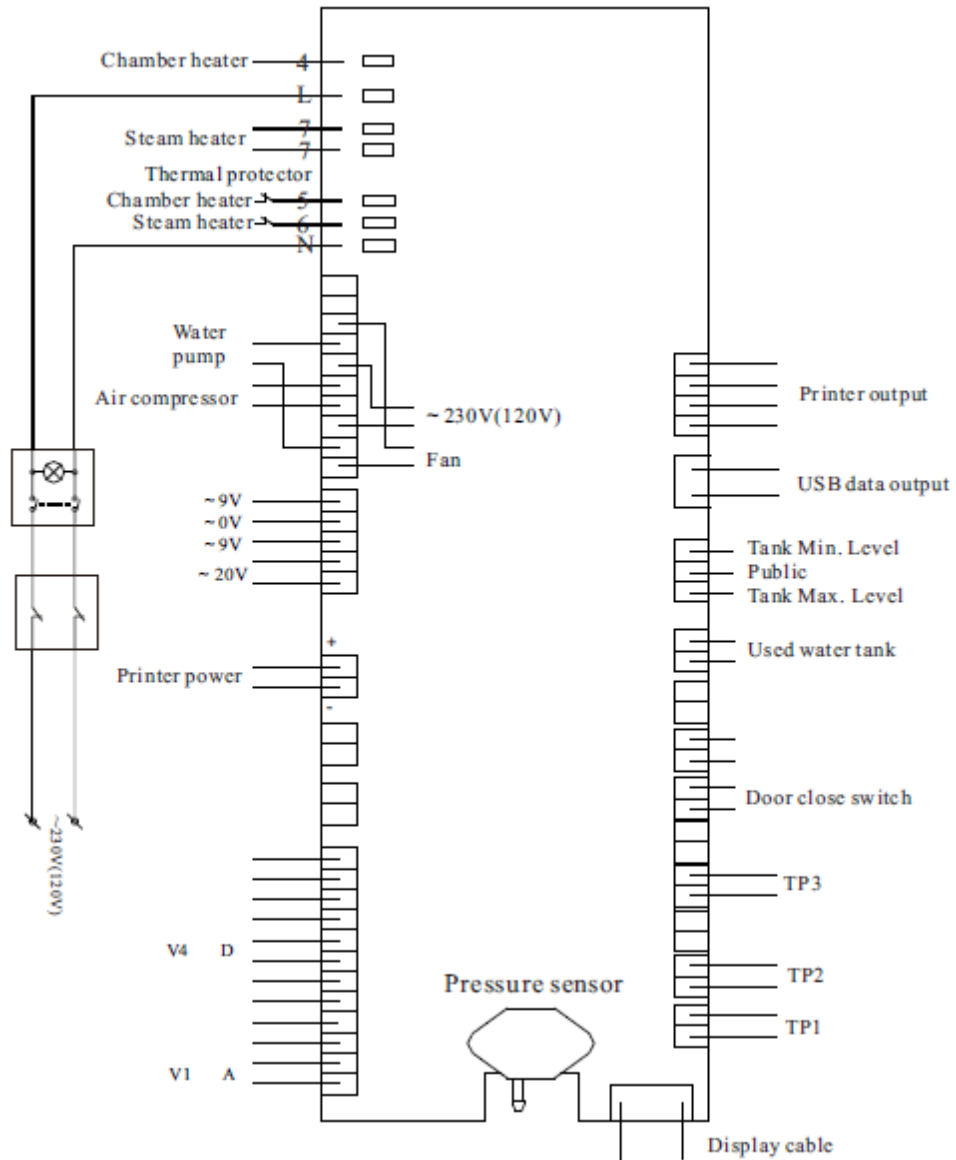 Chamber heater 4
L
7
Steam heater
7
Thermal protector
Chamber heater 5
Steam heater 6
N
Water
pump
Air compressor
~ 230V(120V)
Fan
~9V
~0V
~9V
~ 20V
+
Printer power
-
~230V(120V)
V4 D
V1 A
Printer output
USB data output
Tank Min. Level
Public
Tank Max. Level
Used water tank
Door close switch
TP3
TP2
TP1
Pressure sensor
Display cable